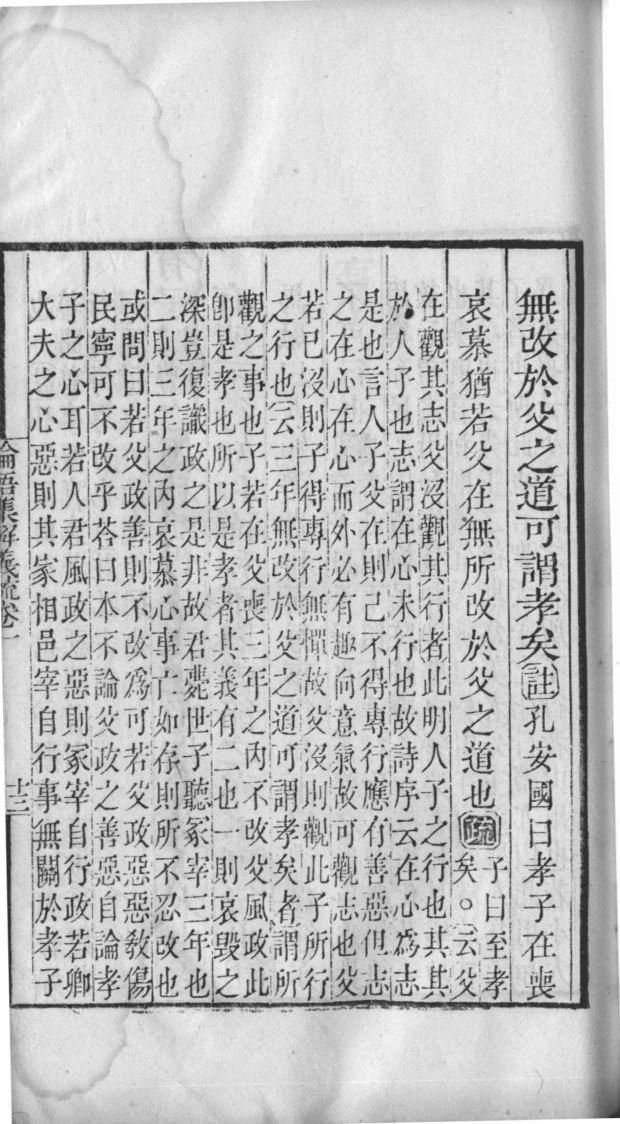 無改於父之道可謂孝矣註孔安國曰孝子在喪
哀慕猶若父在無所改於父之道也疏子曰至孝
矣○云父
在觀其志父沒觀其行者此明人子之行也其其
於人子也志謂在心未行也故詩序云在心為志
是也言人子父在則己不得專行應有善惡但志
之在心在心而外必有趣向意氣故可觀志也父
若已沒則子得專行無憚故父沒則觀此子所行
之行也云三年無改於父之道可謂孝矣者謂所
觀之事也子若在父喪三年之內不改父風政此
卽是孝也所以是孝者其義有二也一則哀毀之
深豈復識政之是非故君薨世子聽冢宰三年也
二則三年之內哀慕心事亡如存則所不忍改也
或問曰若父政善則不改爲可若父政惡惡敎傷
民寧可不改乎荅曰本不論父政之善惡自論孝
子之心耳若人君風政之惡則冢宰自行政若卿
大夫之心惡則其家相邑宰自行事無關於孝子
論語集解義疏卷一
十三